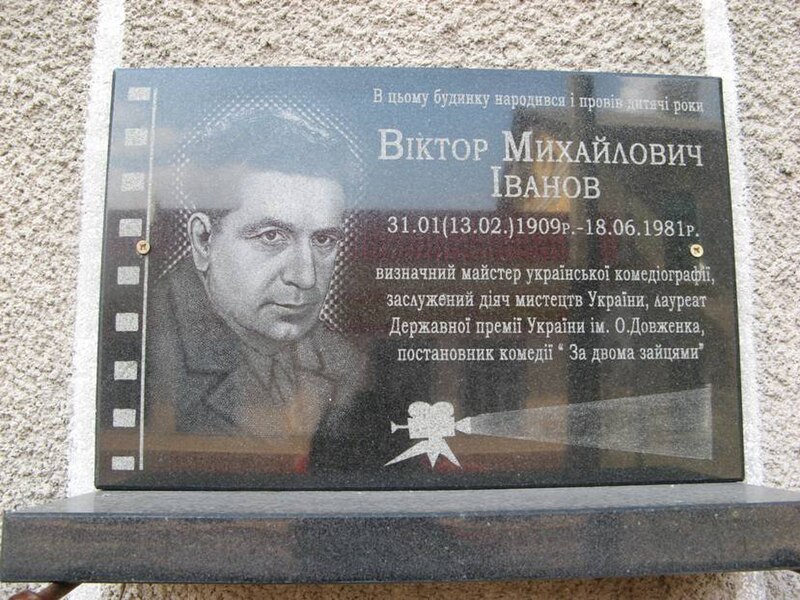 В цьому будинку народився і провів дитячі роки
Віктор Михайлович
Іванов
31.01(13.02.)1909р.-18.06.1981р.
визначний майстер української комедіографії,
заслужений діяч мистецтв України, лауреат
Державної премії України ім. О.Довженка,
постановник комедії “ За двома зайцями”